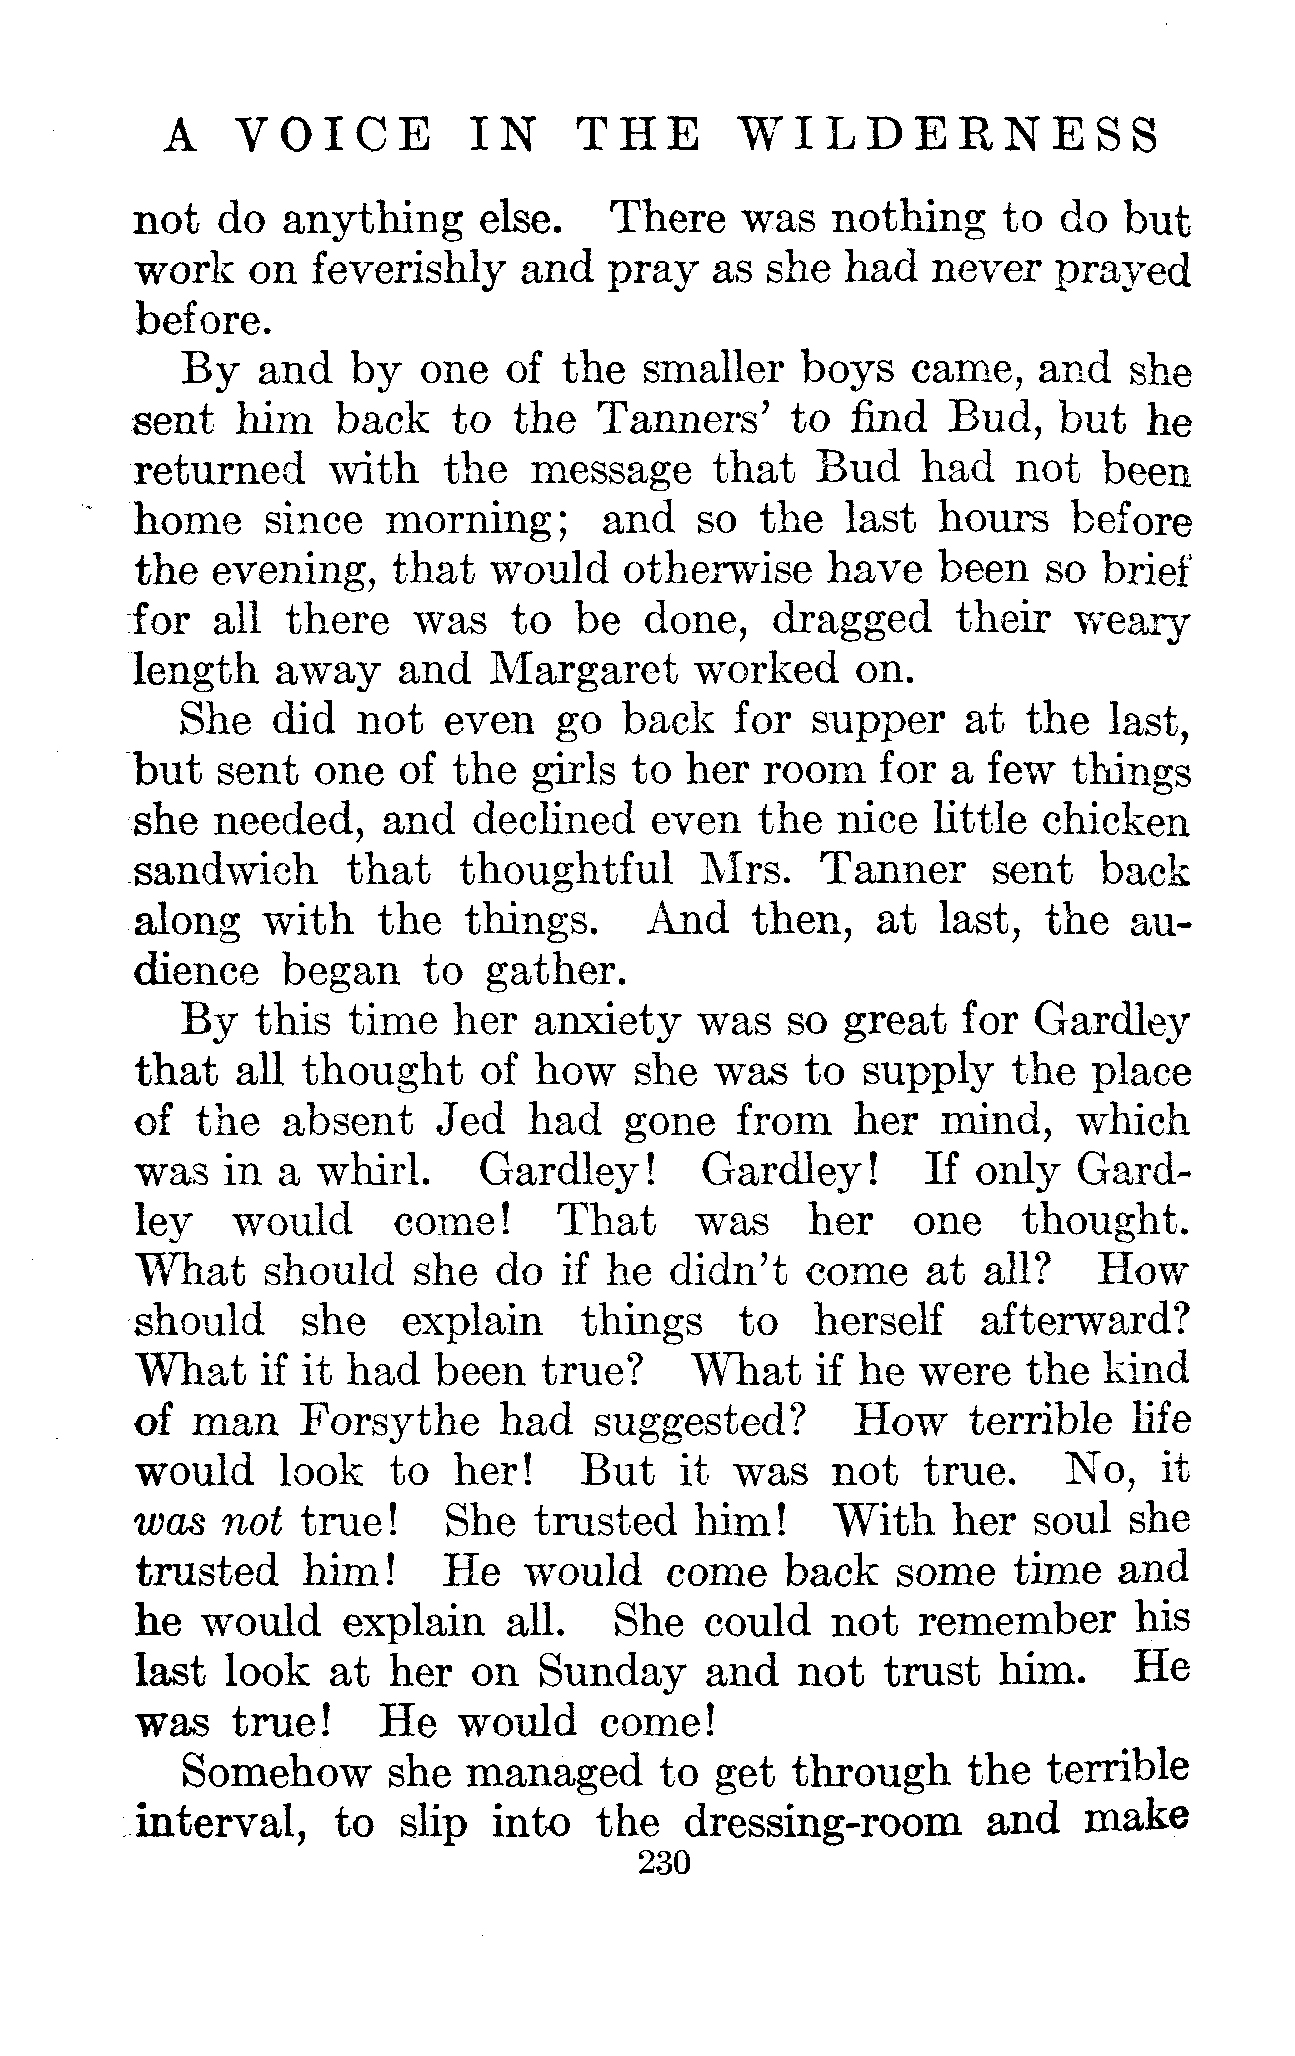 A VOICE IN THE WILDERNESS
not do anything else. There was nothing to do but
work on feverishly and pray as she had never prayed
before.
By and by one of the smaller boys came, and she
sent him back to the Tanners’ to find Bud, but he
returned with the message that Bud had not been
home since morning; and so the last hours before
the evening, that would otherwise have been so brief
for all there was to be done, dragged their weary
length away and Margaret worked on.
She did not even go back for supper at the last,
but sent one of the girls to her room for a few things
she needed, and declined even the nice little chicken
sandwich that thoughtful Mrs. Tanner sent back
along with the things. And then, at last, the au-
dience began to gather.
By this time her anxiety was so great for Gardley
that all thought of how she was to supply the place
of the absent Jed had gone from her mind, which
was in a whirl. Gardley! Gardley! If only Gard-
ley would come! That was her one thought.
What should she do if he didn’t come at all? How
should she explain things to herself afterward?
What if it had been true? What if he were the kind
of man Forsythe had suggested? How terrible life
would look to her! But it was not true. No, it
was not true! She trusted him! With her soul she
trusted him! He would come back some time and
he would explain all. She could not remember his
last look at her on Sunday and not trust him. He
was true! He would come!
Somehow she managed to get through the terrible
interval, to slip into the dressing-room and make
230